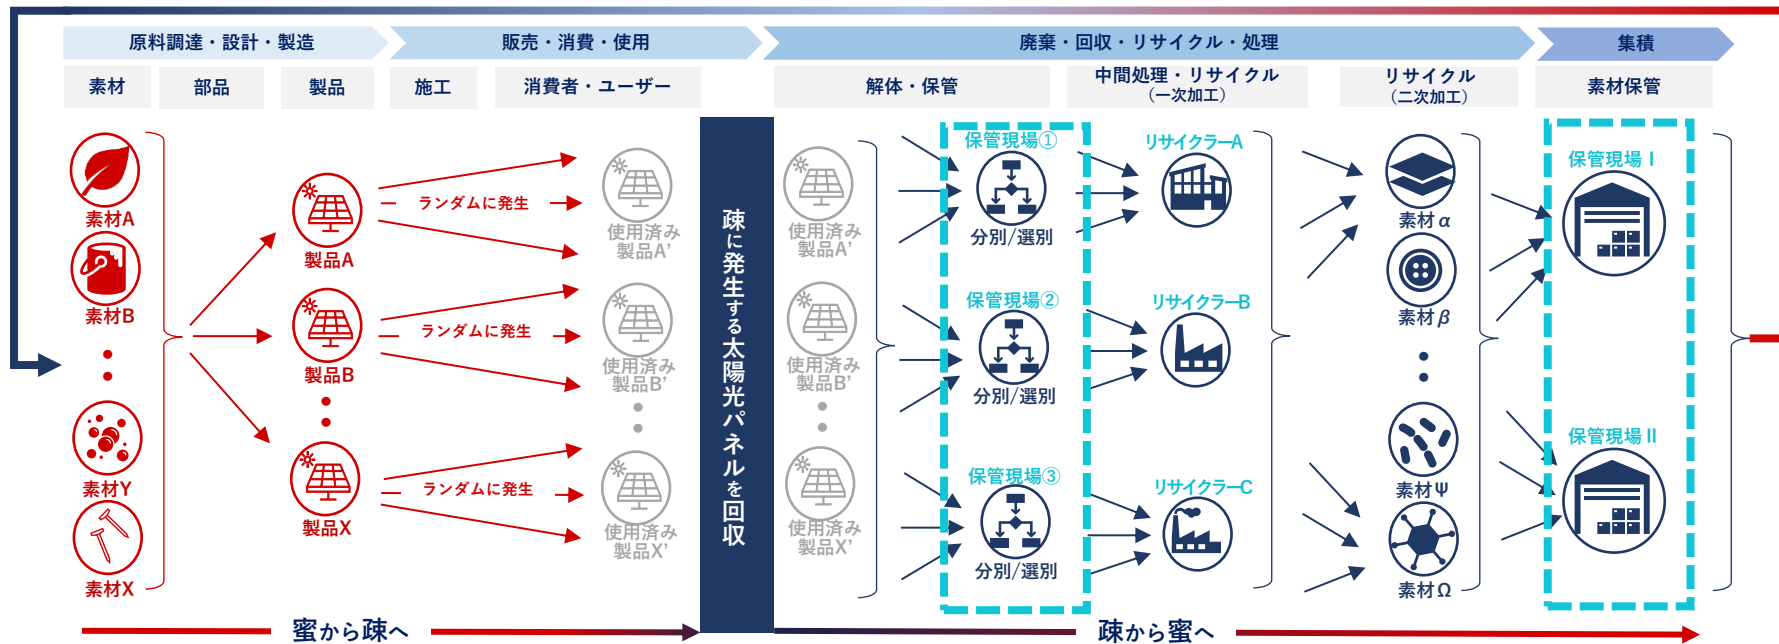 原料調達・設計・製造
販売・消費・使用
廃棄・回収・リサイクル・処理
集積
素材
部品
製品
施工
消費者・ユーザー
解体・保管
中間処理・リサイクル
（一次加工）
リサイクル
（二次加工）
素材保管
素材A
素材B
素材Y
素材X
製品A
製品B
製品X
ランダムに発生
ランダムに発生
ランダムに発生
使用済み
製品A’
使用済み
製品B’
使用済み
製品X’
疎に発生する太陽光パネルを回収
使用済み
製品A’
使用済み
製品B’
使用済み
製品X’
保管現場①
分別/選別
保管現場②
分別/選別
保管現場③
分別/選別
リサイクラーA
リサイクラーB
リサイクラーC
素材α
素材β
素材Ψ
素材Ω
保管現場Ⅰ
保管現場Ⅱ
蜜から疎へ
疎から蜜へ